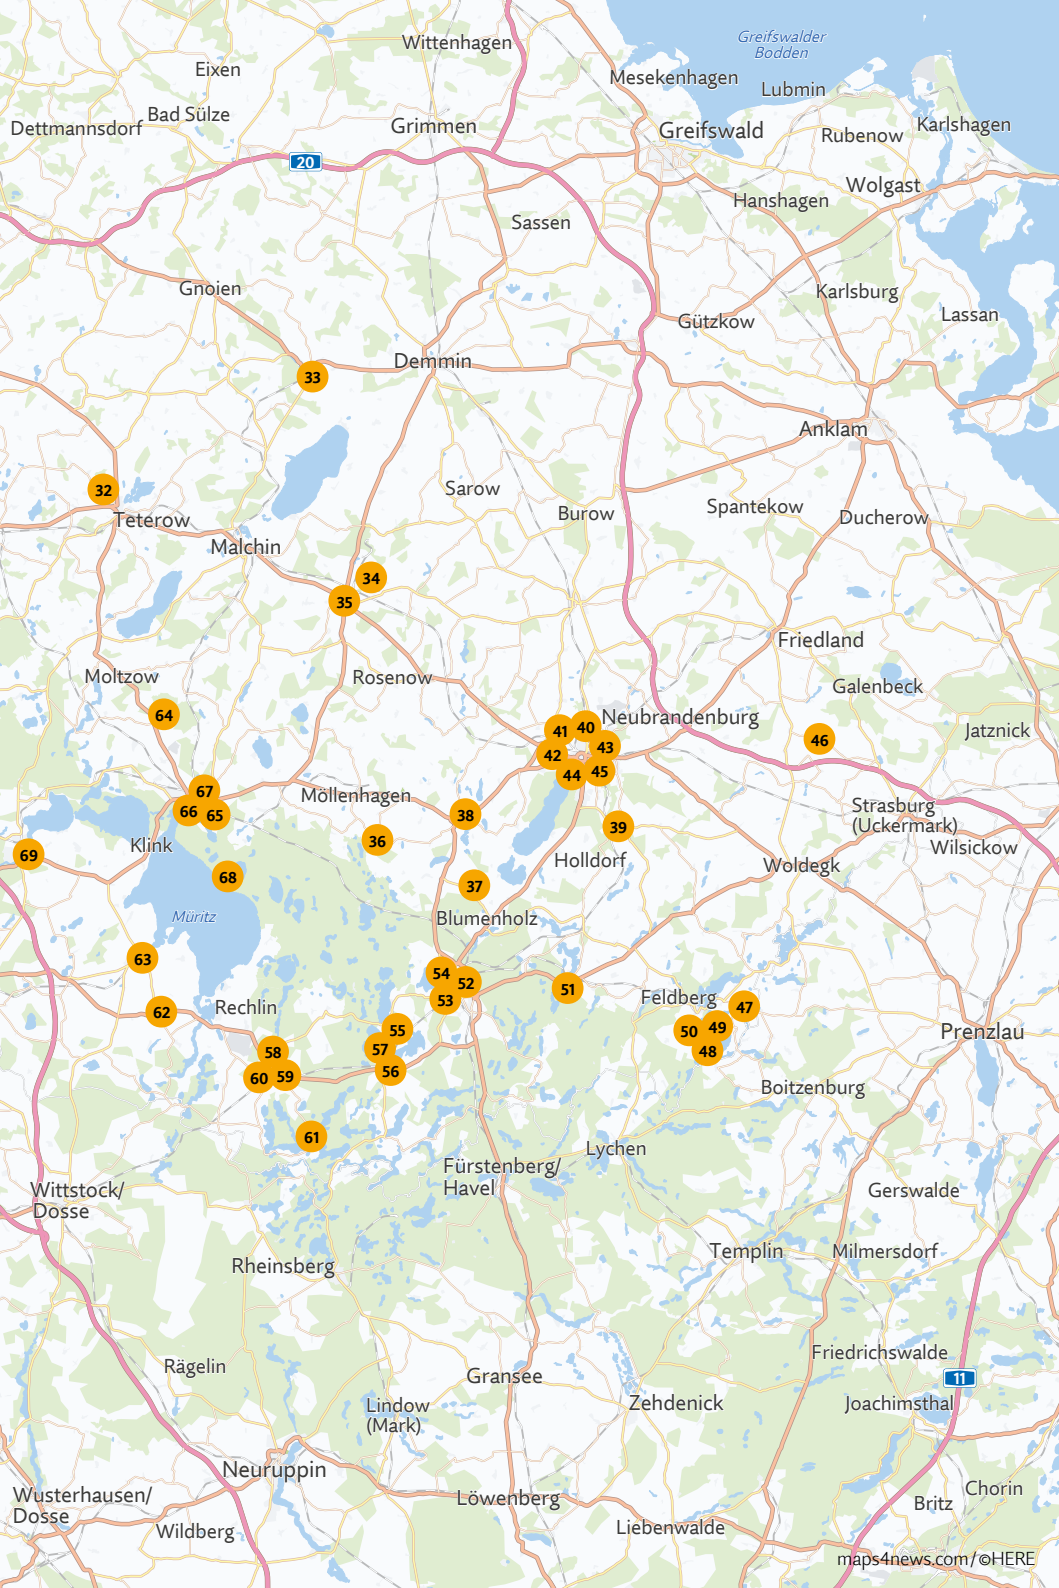 Wittenhagen
Greifswalder
Bodden
Eixen
Mesekenhagen
Lubmin
Bad Sülze
Dettmannsdorf
Grimmen
Greifswald
Rubenow
Karlshagen
20
Wolgast
Hanshagen
Sassen
Gnoien
Karlsburg
Lassan
Gützkow
Demmin
33
Anklam
32
Sarow
Burow
Spantekow
Ducherow
Teterow
Malchin
34
35
Friedland
Moltzow
Rosenow
Galenbeck
64
Neubrandenburg
41
40
Jatznick
46
42
43
44
45
67
Möllenhagen
66
65
38
39
Strasburg
(Uckermark)
Klink
36
Wilsickow
69
Holldorf
Woldegk
68
37
Müritz
Blumenholz
63
54
52
51
53
Feldberg
47
Rechlin
62
55
50
49
Prenzlau
58
57
48
60
59
56
Boitzenburg
61
Lychen
Fürstenberg/
Havel
Wittstock/
Dosse
Gerswalde
Templin
Milmersdorf
Rheinsberg
Rägelin
Friedrichswalde
Gransee
11
Lindow
(Mark)
Zehdenick
Joachimsthal
Neuruppin
Wusterhausen/
Dosse
Löwenberg
Chorin
Britz
Wildberg
Liebenwalde
maps4news.com/©HERE